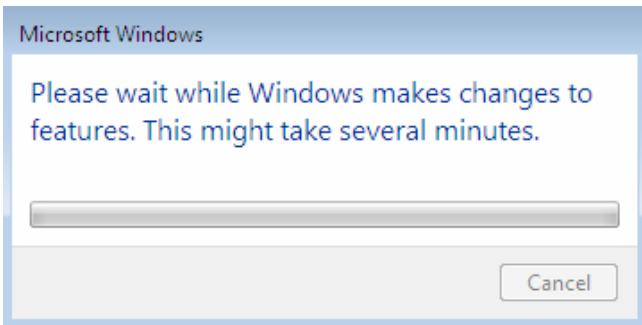 Microsoft Windows
Please wait while Windows makes changes to
features. This might take several minutes.
Cancel